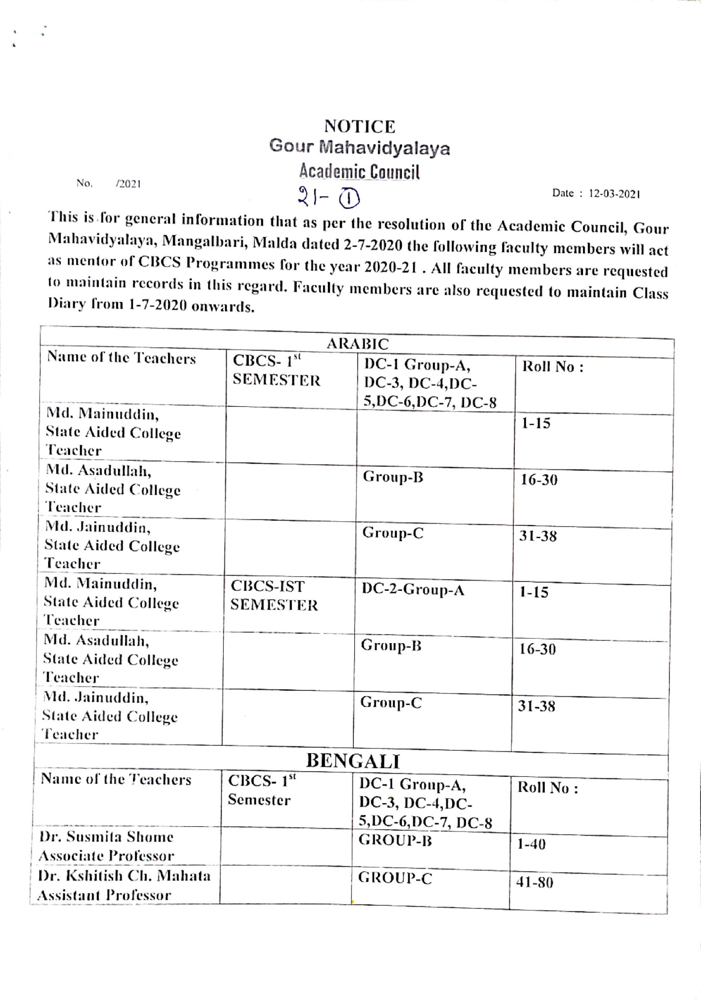 NOTICE
Gour Mahavidyalaya
Academic Council
No. /2021
21- ①
Date : 12-03-2021
This is for general information that as per the resolution of the Academic Council, Gour
Mahavidyalaya, Mangalbari, Malda dated 2-7-2020 the following faculty members will act
as mentor of CBCS Programmes for the year 2020-21 . All faculty members are requested
to maintain records in this regard. Faculty members are also requested to maintain Class
Diary from 1-7-2020 onwards.
ARABIC
Name of the Teachers
CBCS- 1st
SEMESTER
DC-1 Group-A,
DC-3, DC-4,DC-
5,DC-6,DC-7, DC-8
Roll No :
Md. Mainuddin,
State Aided College
Teacher
1-15
Md. Asadullah,
State Aided College
Teacher
Group-B
16-30
Md. Jainuddin,
State Aided College
Teacher
Group-C
31-38
Md. Mainuddin,
State Aided College
Teacher
CBCS-IST
SEMESTER
DC-2-Group-A
1-15
Md. Asadullah,
State Aided College
Teacher
Group-B
16-30
Md. Jainuddin,
State Aided College
Teacher
Group-C
31-38
BENGALI
Name of the Teachers
CBCS- 1st
Semester
DC-1 Group-A,
DC-3, DC-4,DC-
5,DC-6,DC-7, DC-8
Roll No :
Dr. Susmita Shome
Associate Professor
GROUP-B
1-40
Dr. Kshitish Ch. Mahata
Assistant Professor
GROUP-C
41-80